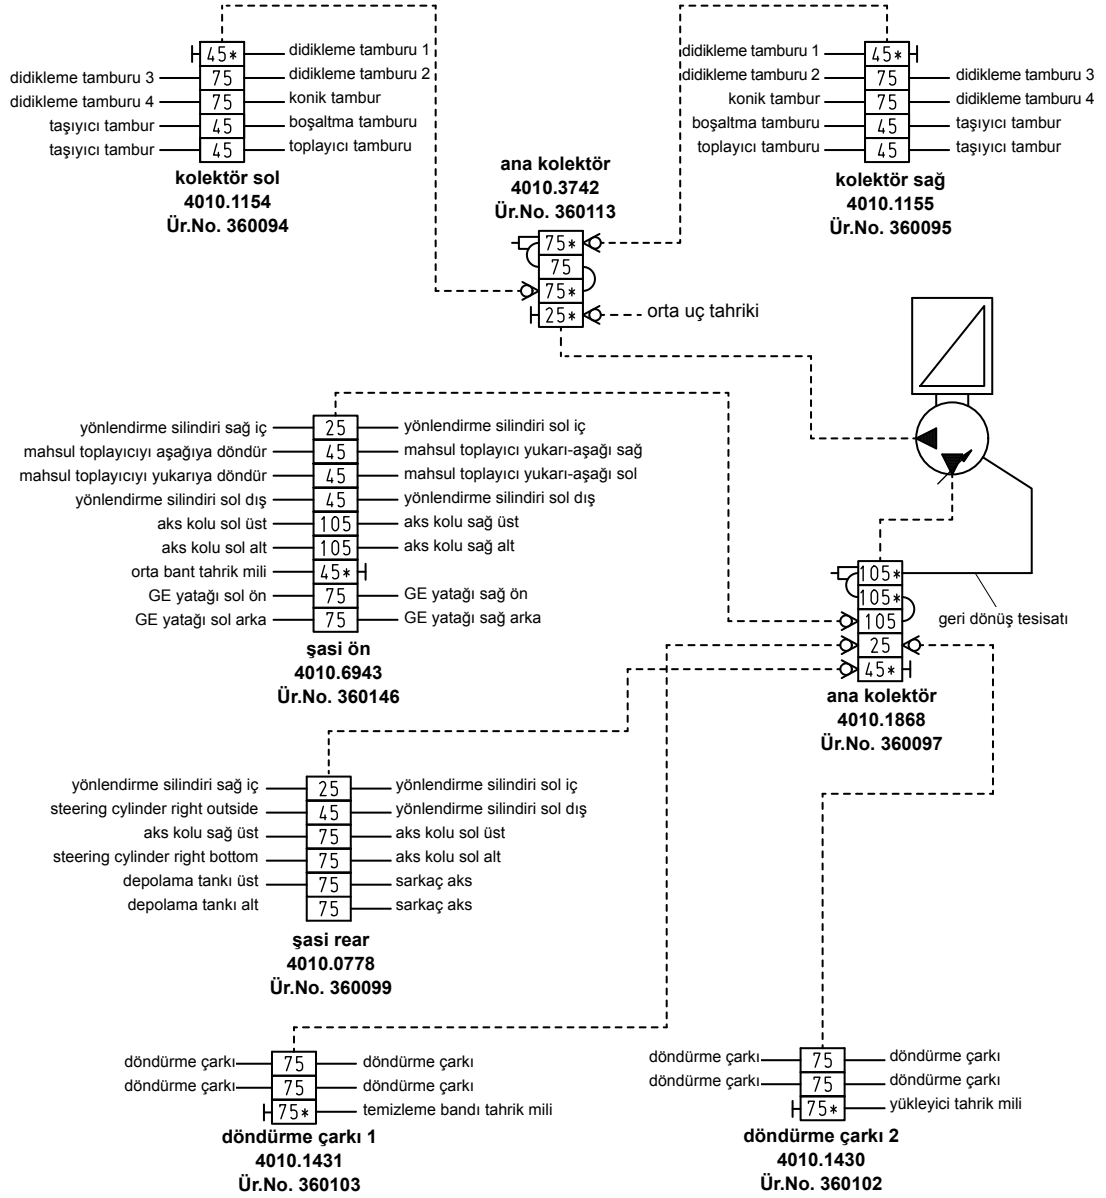 didikleme tamburu 3
didikleme tamburu 4
taşıyıcı tambur
taşıyıcı tambur
45*
75
75
45
45
didikleme tamburu 1
didikleme tamburu 2
konik tambur
boşaltma tamburu
toplayıcı tamburu
kolektör sol
4010.1154
Ür.No. 360094
didikleme tamburu 1
didikleme tamburu 2
konik tambur
boşaltma tamburu
toplayıcı tamburu
45*
75
75
45
45
didikleme tamburu 3
didikleme tamburu 4
taşıyıcı tambur
taşıyıcı tambur
kolektör sağ
4010.1155
Ür.No. 360095
ana kolektör
4010.3742
Ür.No. 360113
75*
75
75*
25*
orta uç tahriki
yönlendirme silindiri sağ iç
mahsul toplayıcıyı aşağıya döndür
mahsul toplayıcıyı yukarıya döndür
yönlendirme silindiri sol dış
aks kolu sol üst
aks kolu sol alt
orta bant tahrik mili
GE yatağı sol ön
GE yatağı sol arka
25
45
45
45
105
105
45*
75
75
yönlendirme silindiri sol iç
mahsul toplayıcı yukarı-aşağı sağ
mahsul toplayıcı yukarı-aşağı sol
yönlendirme silindiri sol dış
aks kolu sağ üst
aks kolu sağ alt
GE yatağı sağ ön
GE yatağı sağ arka
şasi ön
4010.6943
Ür.No. 360146
105*
105*
105
25
45*
geri dönüş tesisatı
ana kolektör
4010.1868
Ür.No. 360097
yönlendirme silindiri sağ iç
steering cylinder right outside
aks kolu sağ üst
steering cylinder right bottom
depolama tankı üst
depolama tankı alt
25
45
75
75
75
75
yönlendirme silindiri sol iç
yönlendirme silindiri sol dış
aks kolu sol üst
aks kolu sol alt
sarkaç aks
sarkaç aks
şasi rear
4010.0778
Ür.No. 360099
döndürme çarkı
döndürme çarkı
75
75
75*
döndürme çarkı
döndürme çarkı
temizleme bandı tahrik mili
döndürme çarkı 1
4010.1431
Ür.No. 360103
döndürme çarkı
döndürme çarkı
75
75
75*
döndürme çarkı
döndürme çarkı
yükleyici tahrik mili
döndürme çarkı 2
4010.1430
Ür.No. 360102